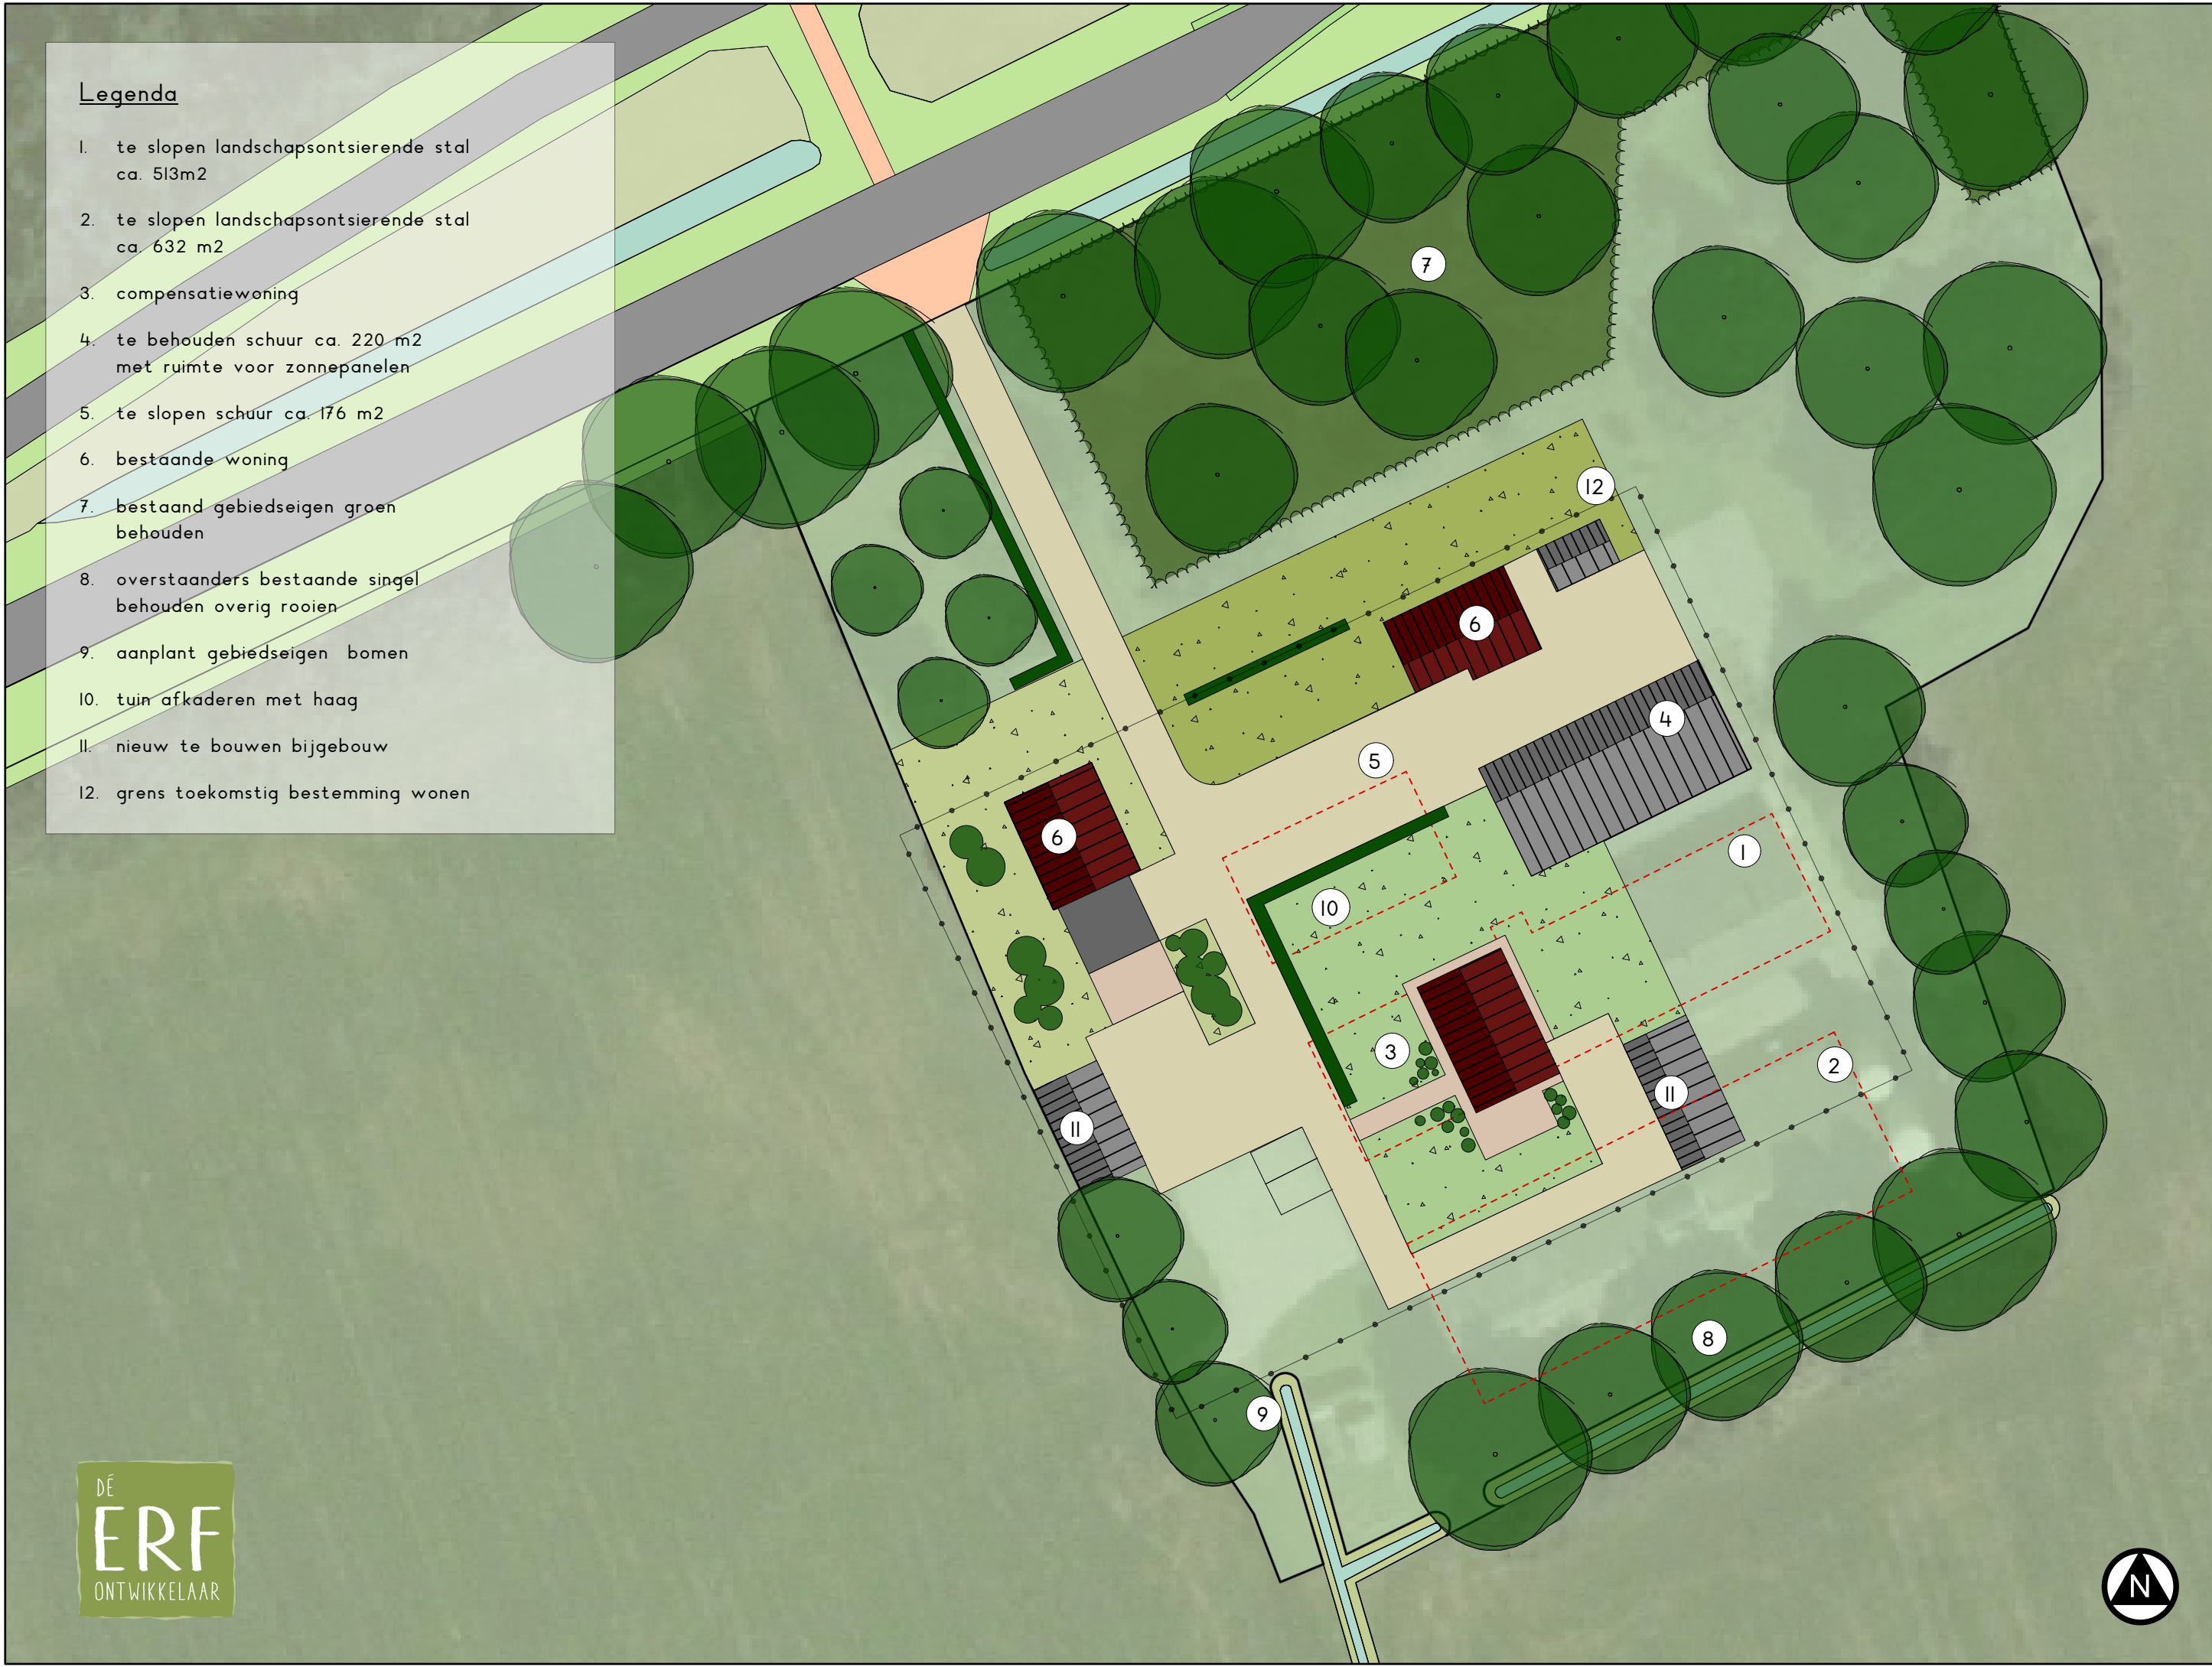 Legenda
1. te slopen landschapsontsierende stal
ca. 513m2
2. te slopen landschapsontsierende stal
ca. 632 m2
3. compensatiewoning
4. te behouden schuur ca. 220 m2
met ruimte voor zonnepanelen
5. te slopen schuur ca. 176 m2
6. bestaande woning
7. bestaand gebiedseigen groen
behouden
8. overstaanders bestaande singel
behouden overig rooien
9. aanplant gebiedseigen bomen
10. tuin afkaderen met haag
11. nieuw te bouwen bijgebouw
12. grens toekomstig bestemming wonen
7
12
6
4
5
6
1
10
3
2
11
11
8
9
DÉ
ERF
ONTWIKKELAAR
N